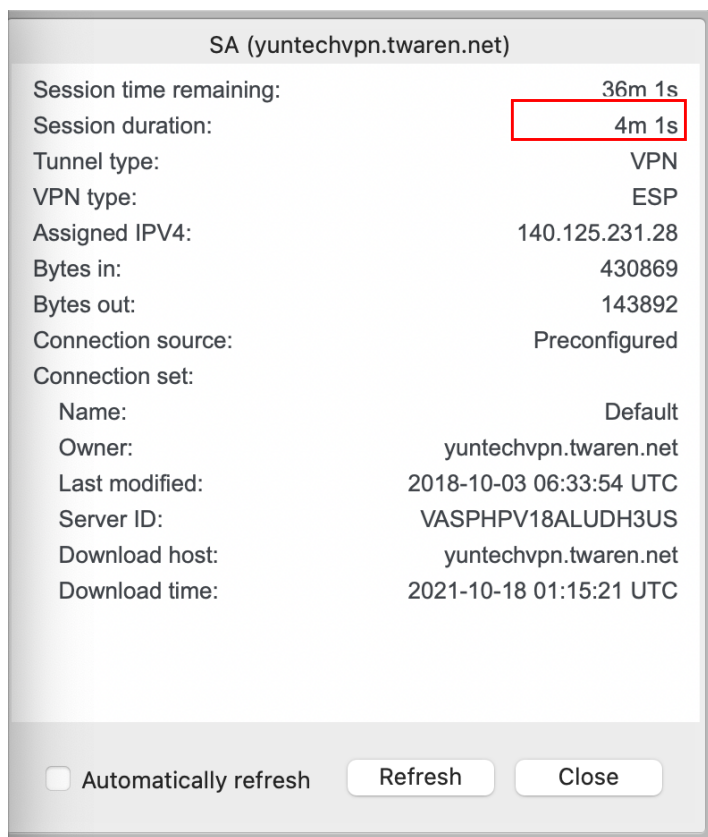 SA (yuntechvpn.twaren.net)
Session time remaining: 36m 1s
Session duration: 4m 1s
Tunnel type: VPN
VPN type: ESP
Assigned IPV4: 140.125.231.28
Bytes in: 430869
Bytes out: 143892
Connection source: Preconfigured
Connection set:
Name: Default
Owner: yuntechvpn.twaren.net
Last modified: 2018-10-03 06:33:54 UTC
Server ID: VASPHPV18ALUDH3US
Download host: yuntechvpn.twaren.net
Download time: 2021-10-18 01:15:21 UTC
Automatically refresh Refresh Close